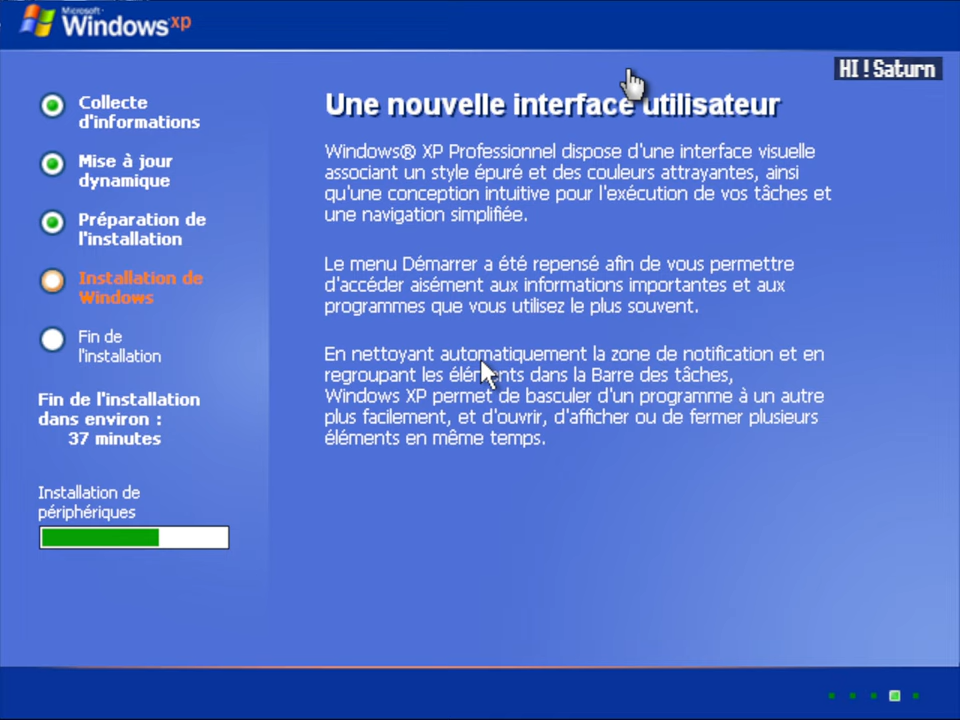 Microsoft
Windows xp
HI ! Saturn
Collecte
d'informations
Mise à jour
dynamique
Préparation de
l'installation
Installation de
Windows
Fin de
l'installation
Fin de l'installation
dans environ :
37 minutes
Installation de
périphériques
Une nouvelle interface utilisateur
Windows® XP Professionnel dispose d'une interface visuelle
associant un style épuré et des couleurs attrayantes, ainsi
qu'une conception intuitive pour l'exécution de vos tâches et
une navigation simplifiée.
Le menu Démarrer a été repensé afin de vous permettre
d'accéder aisément aux informations importantes et aux
programmes que vous utilisez le plus souvent.
En nettoyant automatiquement la zone de notification et en
regroupant les éléments dans la Barre des tâches,
Windows XP permet de basculer d'un programme à un autre
plus facilement, et d'ouvrir, d'afficher ou de fermer plusieurs
éléments en même temps.